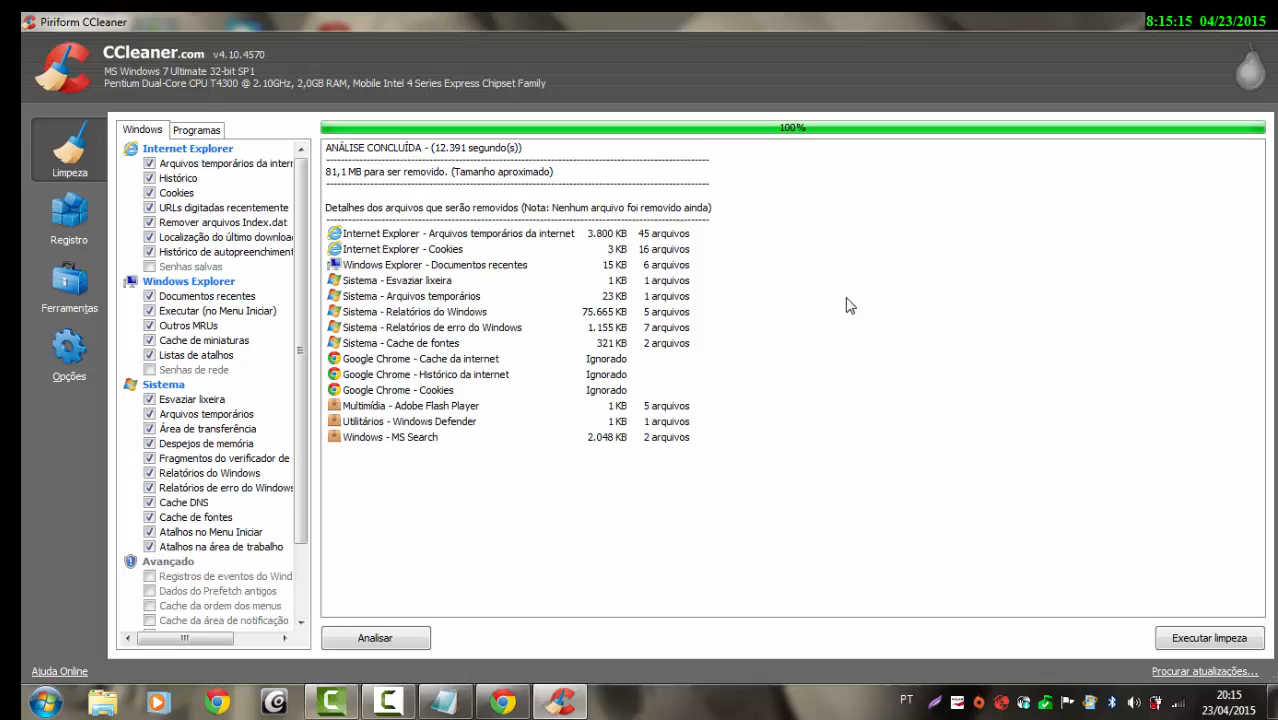 Piriform CCleaner
8:15:15 04/23/2015
CCleaner.com v4.10.4570
MS Windows 7 Ultimate 32-bit SP1
Pentium Dual-Core CPU T4300 @ 2.10GHz, 2,0GB RAM, Mobile Intel 4 Series Express Chipset Family
Limpeza
Registro
Ferramentas
Opções
Windows
Programas
Internet Explorer
Arquivos temporários da inter
Histórico
Cookies
URLs digitadas recentemente
Remover arquivos Index.dat
Localização do último downloa
Histórico de autopreenchiment
Senhas salvas
Windows Explorer
Documentos recentes
Executar (no Menu Iniciar)
Outros MRUs
Cache de miniaturas
Listas de atalhos
Senhas de rede
Sistema
Esvaziar lixeira
Arquivos temporários
Área de transferência
Despejos de memória
Fragmentos do verificador de
Relatórios do Windows
Relatórios de erro do Windows
Cache DNS
Cache de fontes
Atalhos no Menu Iniciar
Atalhos na área de trabalho
Avançado
Registros de eventos do Wind
Dados do Prefetch antigos
Cache da ordem dos menus
Cache da área de notificação
100%
ANÁLISE CONCLUÍDA - (12.391 segundo(s))
81,1 MB para ser removido. (Tamanho aproximado)
Detalhes dos arquivos que serão removidos (Nota: Nenhum arquivo foi removido ainda)
Internet Explorer - Arquivos temporários da internet 3.800 KB 45 arquivos
Internet Explorer - Cookies 3 KB 16 arquivos
Windows Explorer - Documentos recentes 15 KB 6 arquivos
Sistema - Esvaziar lixeira 1 KB 1 arquivos
Sistema - Arquivos temporários 23 KB 1 arquivos
Sistema - Relatórios do Windows 75.665 KB 5 arquivos
Sistema - Relatórios de erro do Windows 1.155 KB 7 arquivos
Sistema - Cache de fontes 321 KB 2 arquivos
Google Chrome - Cache da internet Ignorado
Google Chrome - Histórico da internet Ignorado
Google Chrome - Cookies Ignorado
Multimídia - Adobe Flash Player 1 KB 5 arquivos
Utilitários - Windows Defender 1 KB 1 arquivos
Windows - MS Search 2.048 KB 2 arquivos
Analisar
Executar limpeza
Ajuda Online
Procurar atualizações...
PT
20:15
23/04/2015